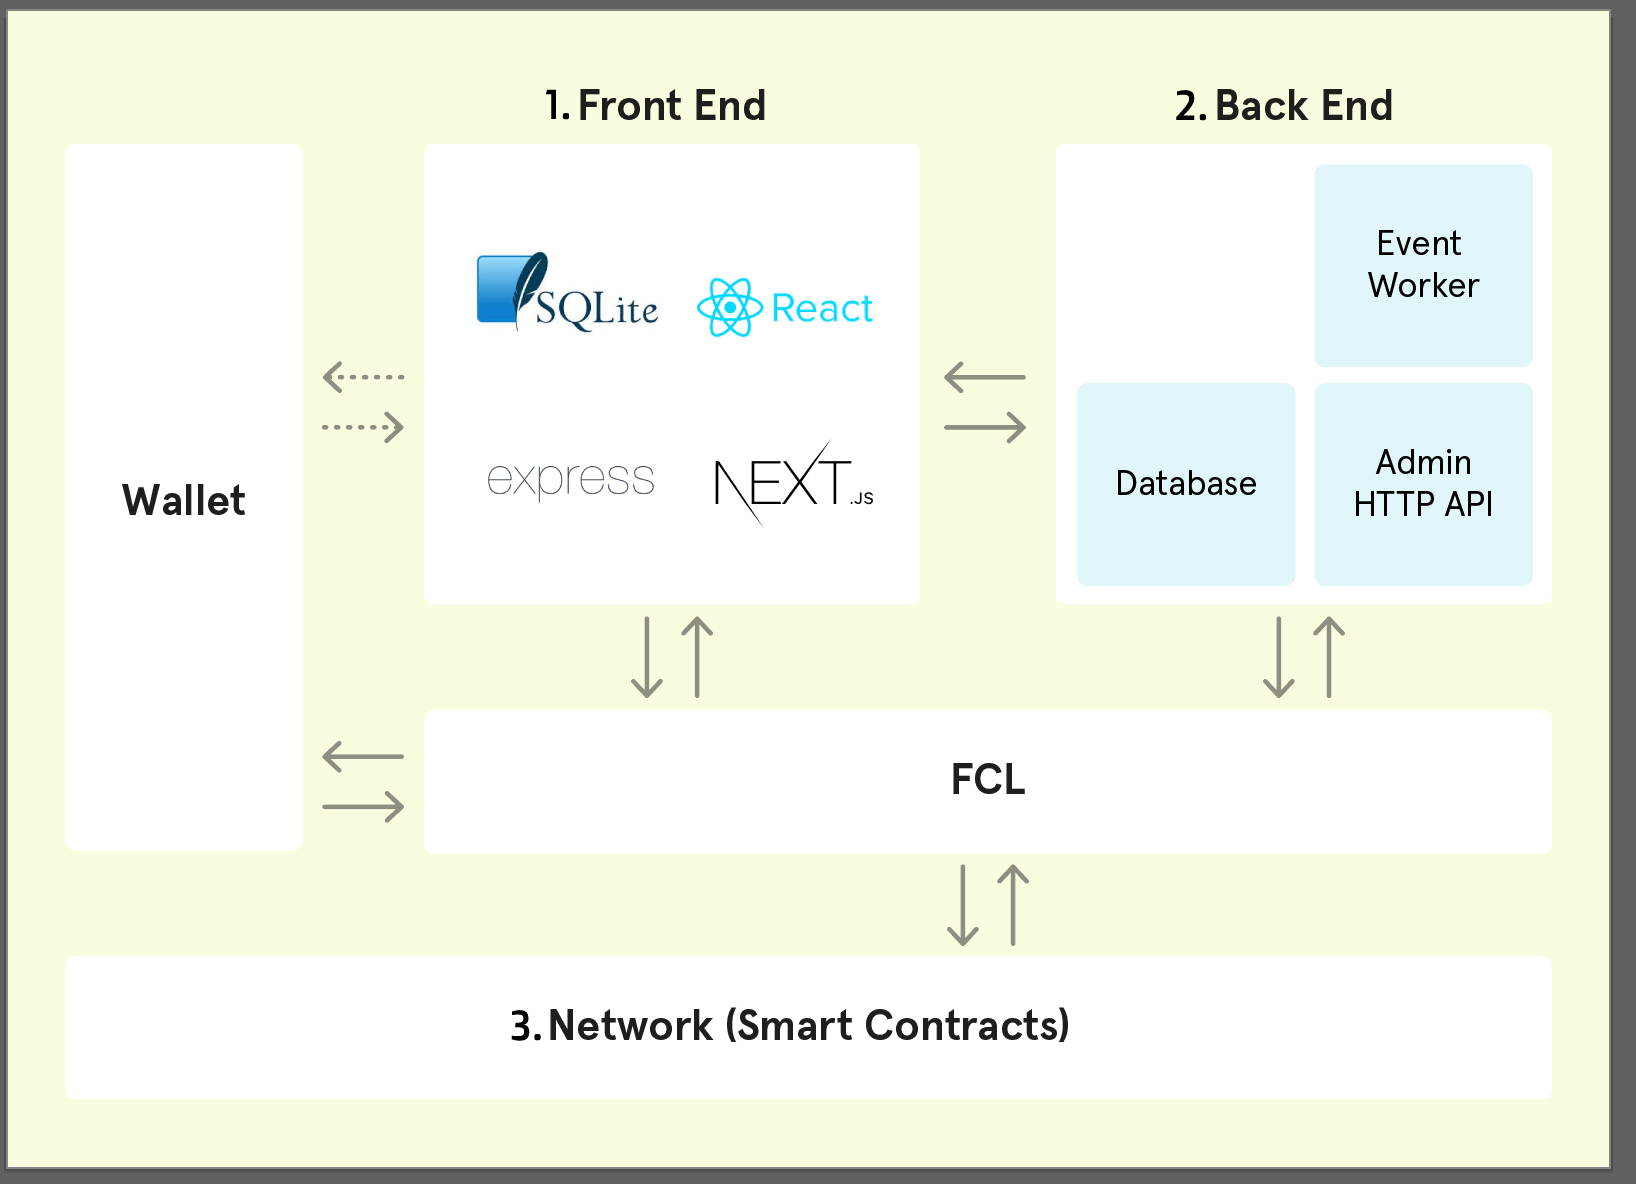 1. Front End
2. Back End
Wallet
SQLite
React
express
NEXT.JS
Event
Worker
Database
Admin
HTTP API
FCL
3. Network (Smart Contracts)